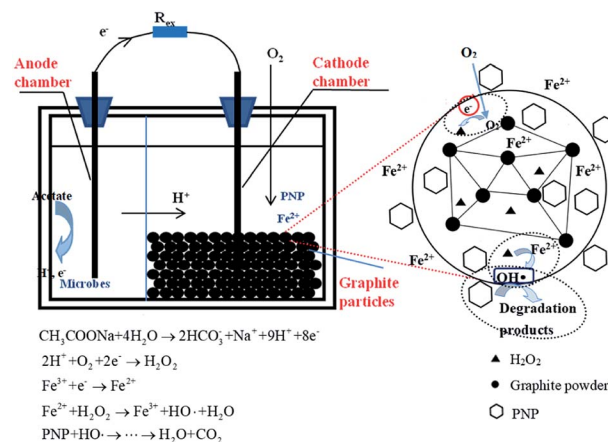 e⁻
Rex
O₂
Anode
chamber
Cathode
chamber
Acetate
H⁺
PNP
Fe²⁺
H⁺, e⁻
Microbes
Graphite
particles
O₂
Fe²⁺
e⁻
O₂
Fe²⁺
Fe²⁺
Fe²⁺
Fe²⁺
Fe²⁺
OH•
Degradation
products
H₂O₂
Graphite powder
PNP
CH₃COONa+4H₂O → 2HCO₃⁻+Na⁺+9H⁺+8e⁻
2H⁺+O₂+2e⁻ → H₂O₂
Fe³⁺+e⁻ → Fe²⁺
Fe²⁺+H₂O₂ → Fe³⁺+HO·+H₂O
PNP+HO· → ⋯ → H₂O+CO₂